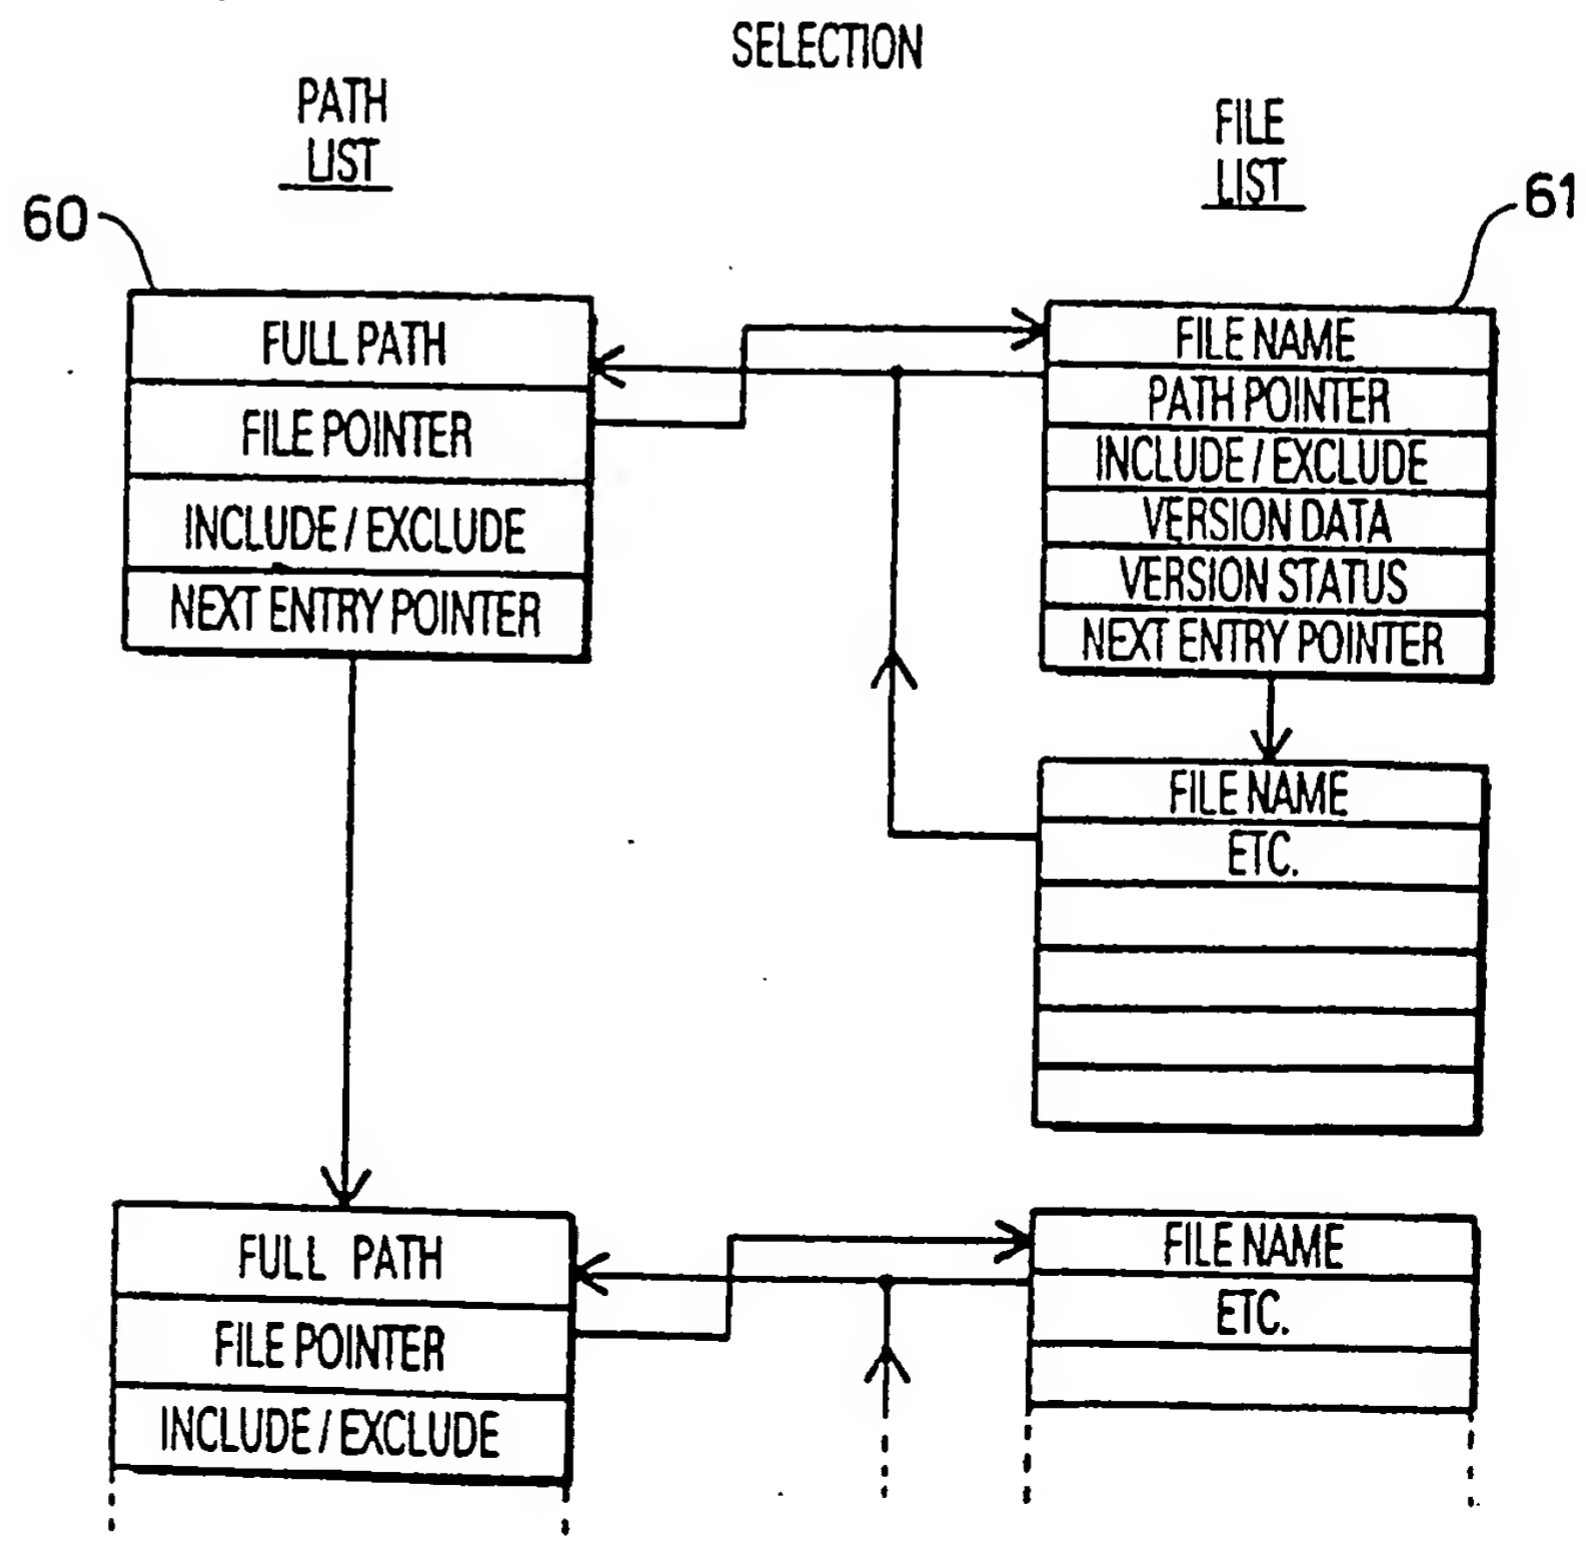 SELECTION
PATH
LIST
FILE
LIST
60
61
FULL PATH
FILE POINTER
INCLUDE / EXCLUDE
NEXT ENTRY POINTER
FILE NAME
PATH POINTER
INCLUDE / EXCLUDE
VERSION DATA
VERSION STATUS
NEXT ENTRY POINTER
FILE NAME
ETC.
FULL PATH
FILE POINTER
INCLUDE / EXCLUDE
FILE NAME
ETC.